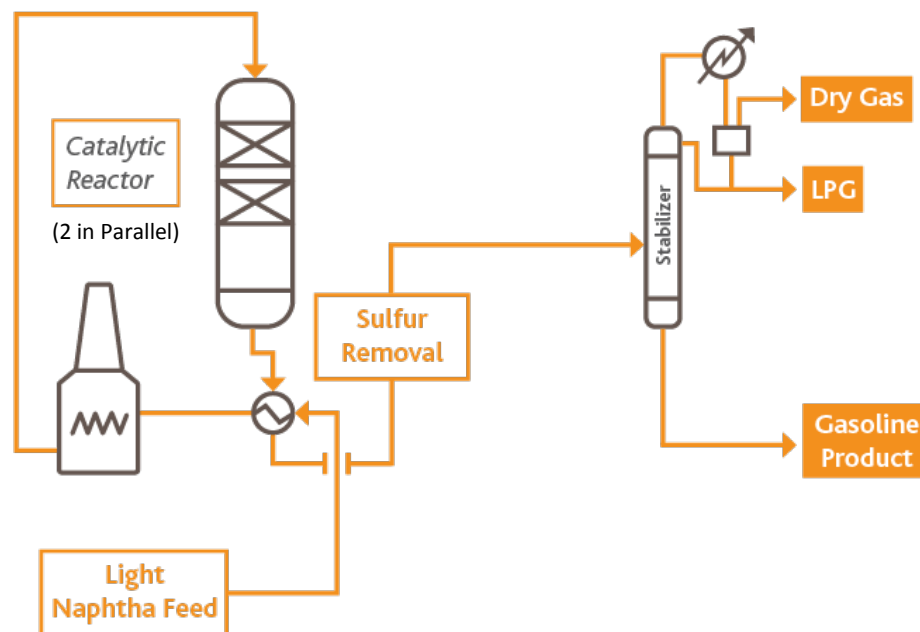 Catalytic
Reactor
(2 in Parallel)
Sulfur
Removal
Stabilizer
Dry Gas
LPG
Gasoline
Product
Light
Naphtha Feed